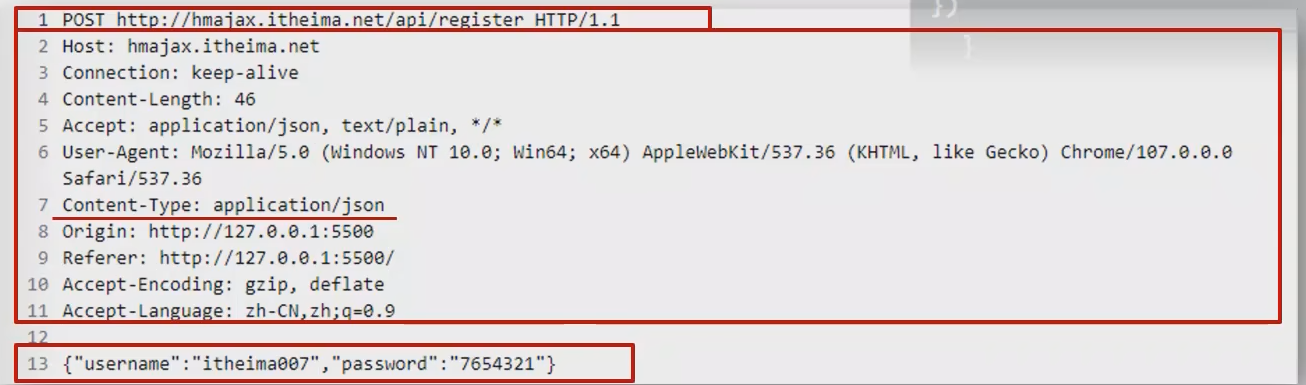 1 POST http://hmajax.itheima.net/api/register HTTP/1.1
})
2 Host: hmajax.itheima.net
}
3 Connection: keep-alive
4 Content-Length: 46
5 Accept: application/json, text/plain, */*
6 User-Agent: Mozilla/5.0 (Windows NT 10.0; Win64; x64) AppleWebKit/537.36 (KHTML, like Gecko) Chrome/107.0.0.0
Safari/537.36
7 Content-Type: application/json
8 Origin: http://127.0.0.1:5500
9 Referer: http://127.0.0.1:5500/
10 Accept-Encoding: gzip, deflate
11 Accept-Language: zh-CN,zh;q=0.9
12
13 {"username":"itheima007","password":"7654321"}